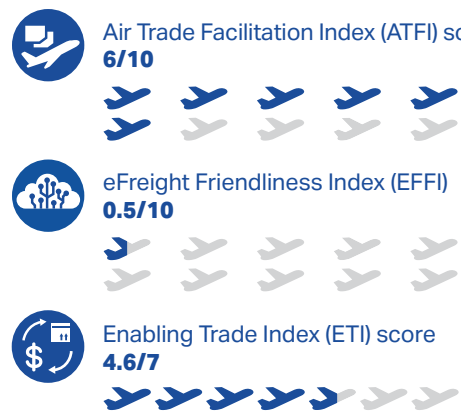 Air Trade Facilitation Index (ATFI)
6/10
eFreight Friendliness Index (EFFI)
0.5/10
$
Enabling Trade Index (ETI) score
4.6/7